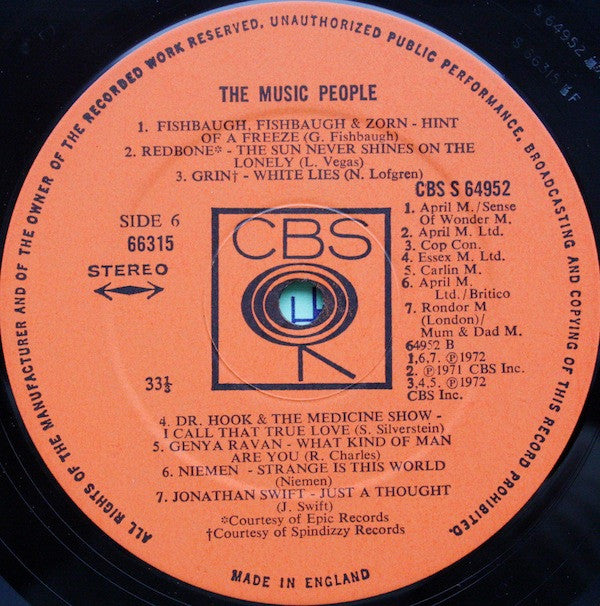 ALL RIGHTS OF THE MANUFACTURER AND OF THE OWNER OF THE RECORDED WORK RESERVED, UNAUTHORIZED PUBLIC PERFORMANCE, BROADCASTING AND COPYING OF THIS RECORD PROHIBITED.
THE MUSIC PEOPLE
1. FISHBAUGH, FISHBAUGH & ZORN - HINT
OF A FREEZE (G. Fishbaugh)
2. REDBONE* - THE SUN NEVER SHINES ON THE
LONELY (L. Vegas)
3. GRIN† - WHITE LIES (N. Lofgren)
SIDE 6
66315
STEREO
33⅓
CBS
CBS S 64952
1. April M./Sense
Of Wonder M.
2. April M. Ltd.
3. Cop Con.
4. Essex M. Ltd.
5. Carlin M.
6. April M.
Ltd./Britico
7. Rondor M
(London)/
Mum & Dad M.
64952 B
1,6,7. ℗1972
2. ℗1971 CBS Inc.
3,4,5. ℗1972
CBS Inc.
4. DR. HOOK & THE MEDICINE SHOW -
I CALL THAT TRUE LOVE (S. Silverstein)
5. GENYA RAVAN - WHAT KIND OF MAN
ARE YOU (R. Charles)
6. NIEMEN - STRANGE IS THIS WORLD
(Niemen)
7. JONATHAN SWIFT - JUST A THOUGHT
(J. Swift)
*Courtesy of Epic Records
†Courtesy of Spindizzy Records
MADE IN ENGLAND
S 64952
S 66315